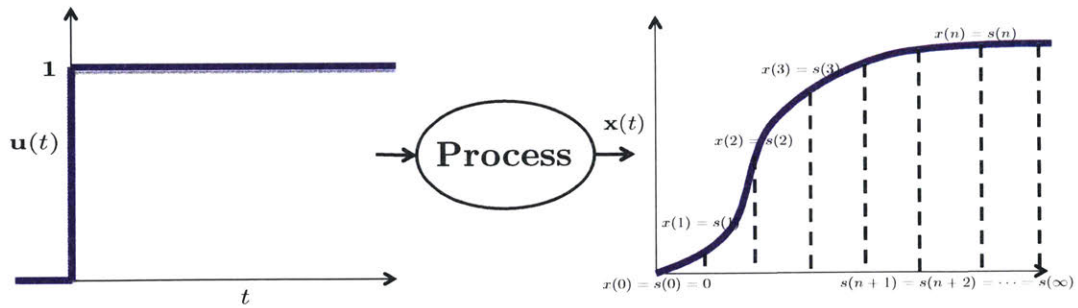 1
u(t)
t
Process
x(t)
x(n) = s(n)
x(3) = s(3)
x(2) = s(2)
x(1) = s(1)
x(0) = s(0) = 0
s(n + 1) = s(n + 2) = · · · = s(∞)